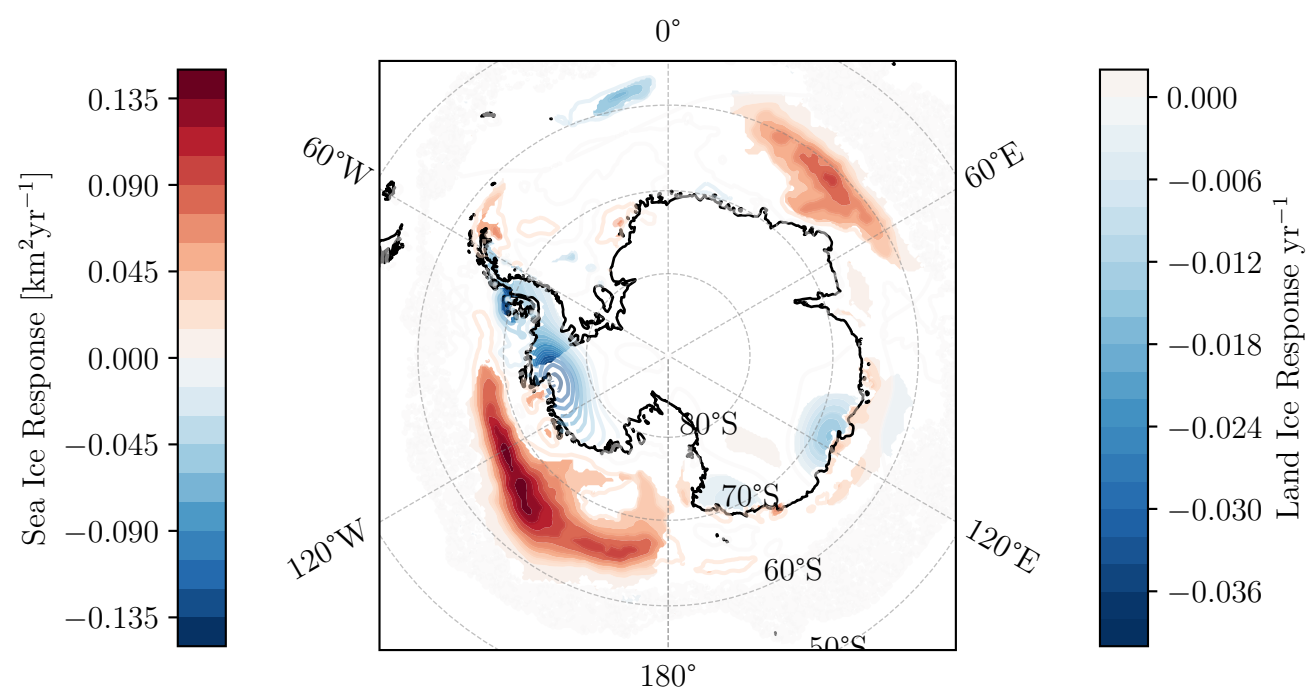 0°
60°W
60°E
120°W
120°E
180°
80°S
70°S
60°S
50°S
Sea Ice Response [km²yr⁻¹]
0.135
0.090
0.045
0.000
−0.045
−0.090
−0.135
Land Ice Response yr⁻¹
0.000
−0.006
−0.012
−0.018
−0.024
−0.030
−0.036